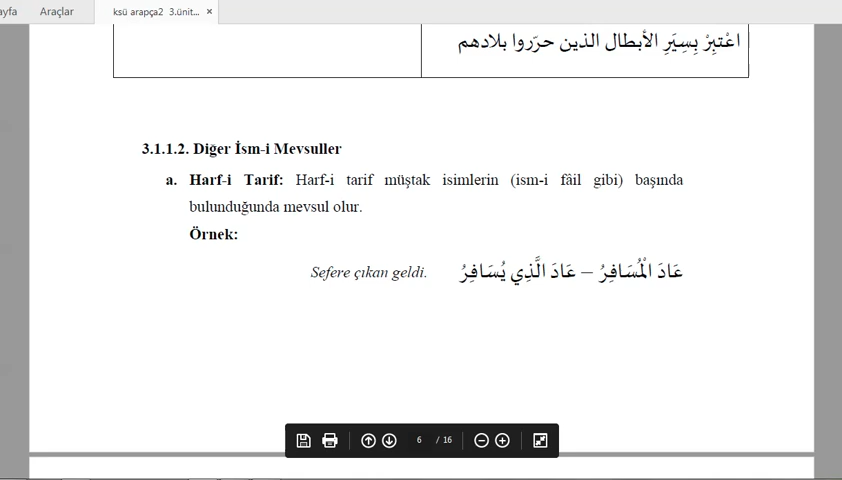 Araçlar
ksü arapça2 3.ünit... ×
اعْتبِرْ بِسِيَرِ الأبطال الذين حرّروا بلادهم
3.1.1.2. Diğer İsm-i Mevsuller
a. Harf-i Tarif: Harf-i tarif müştak isimlerin (ism-i fâil gibi) başında
bulunduğunda mevsul olur.
Örnek:
عَادَ الْمُسَافِرُ – عَادَ الَّذِي يُسَافِرُ Sefere çıkan geldi.
6 / 16